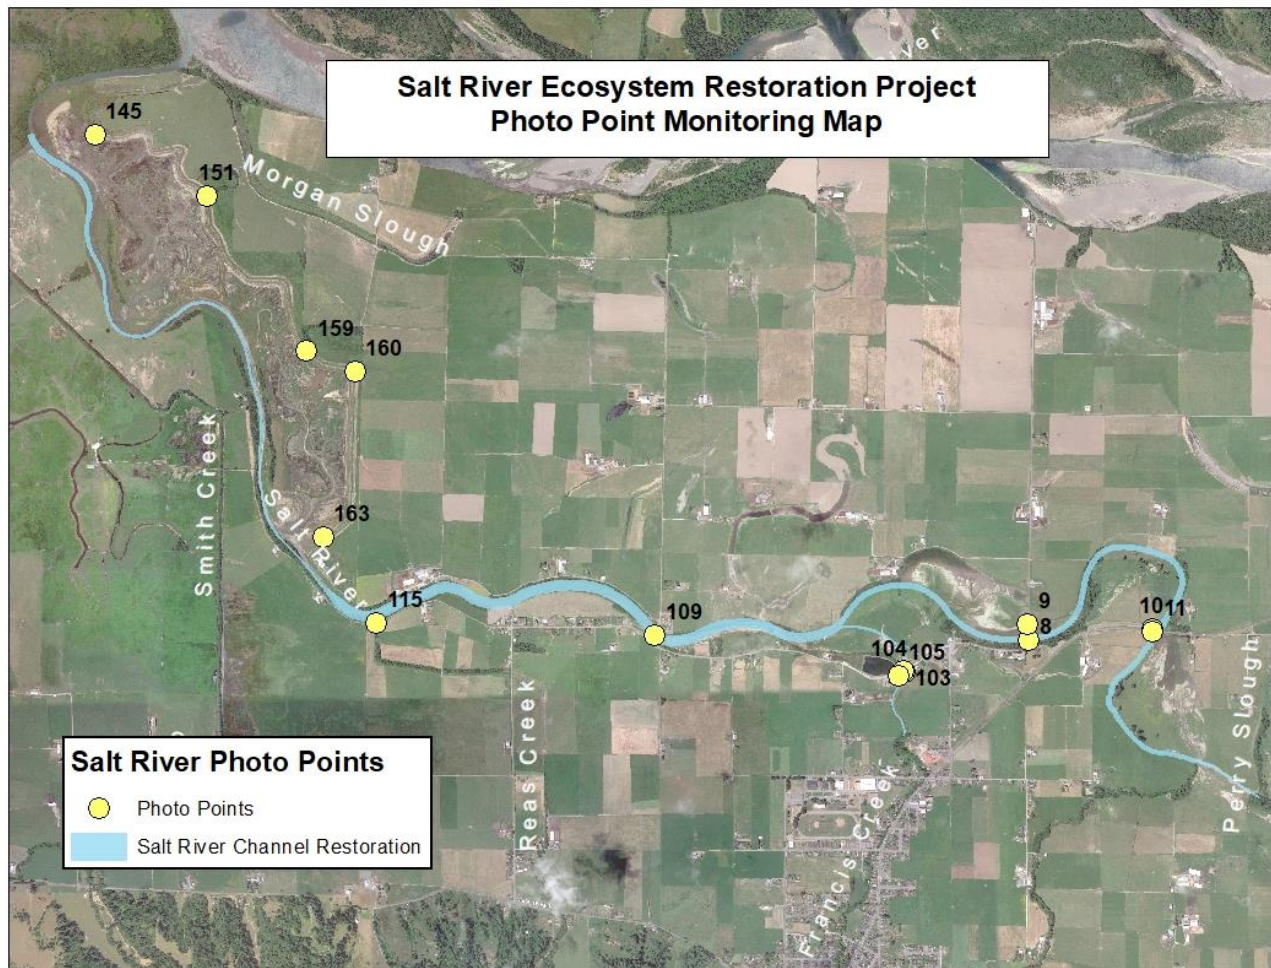 Salt River Ecosystem Restoration Project
Photo Point Monitoring Map
River
145
151
Morgan Slough
159
160
Smith Creek
Salt River
163
115
109
9
8
1011
104
105
103
Reas Creek
Francis Creek
Perry Slough
Salt River Photo Points
Photo Points
Salt River Channel Restoration